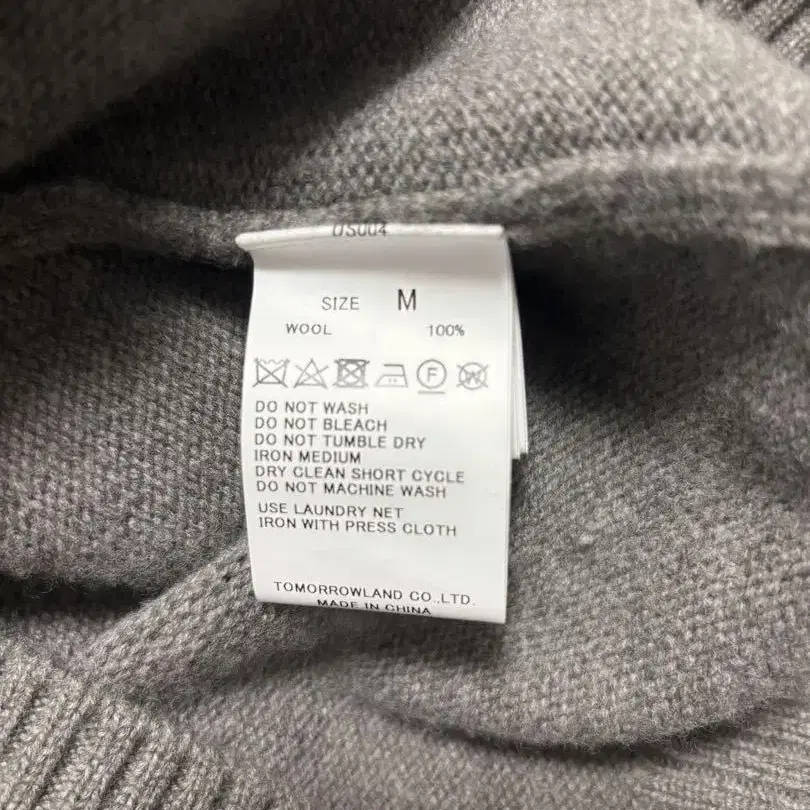 SIZE M
WOOL 100%
F W
DO NOT WASH
DO NOT BLEACH
DO NOT TUMBLE DRY
IRON MEDIUM
DRY CLEAN SHORT CYCLE
DO NOT MACHINE WASH
USE LAUNDRY NET
IRON WITH PRESS CLOTH
TOMORROWLAND CO.,LTD.
MADE IN CHINA